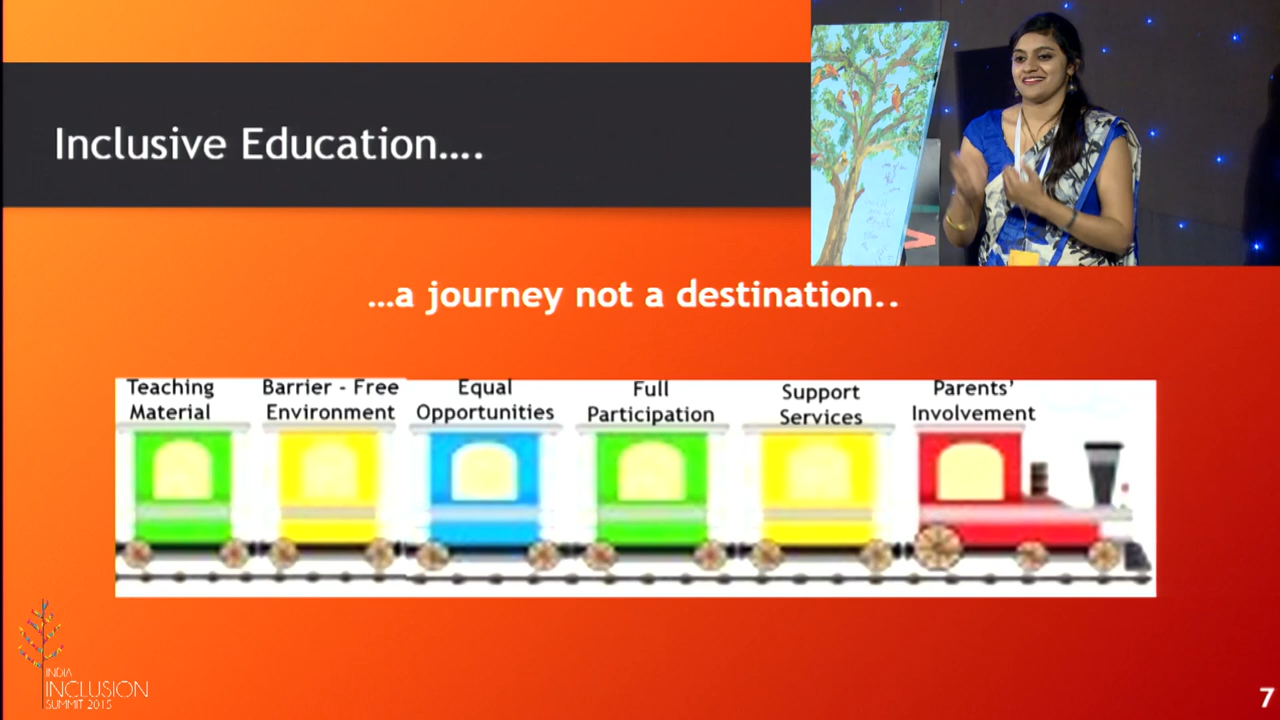 Inclusive Education....
...a journey not a destination..
Teaching
Material
Barrier - Free
Environment
Equal
Opportunities
Full
Participation
Support
Services
Parents'
Involvement
INDIA
INCLUSION
SUMMIT 2015
7